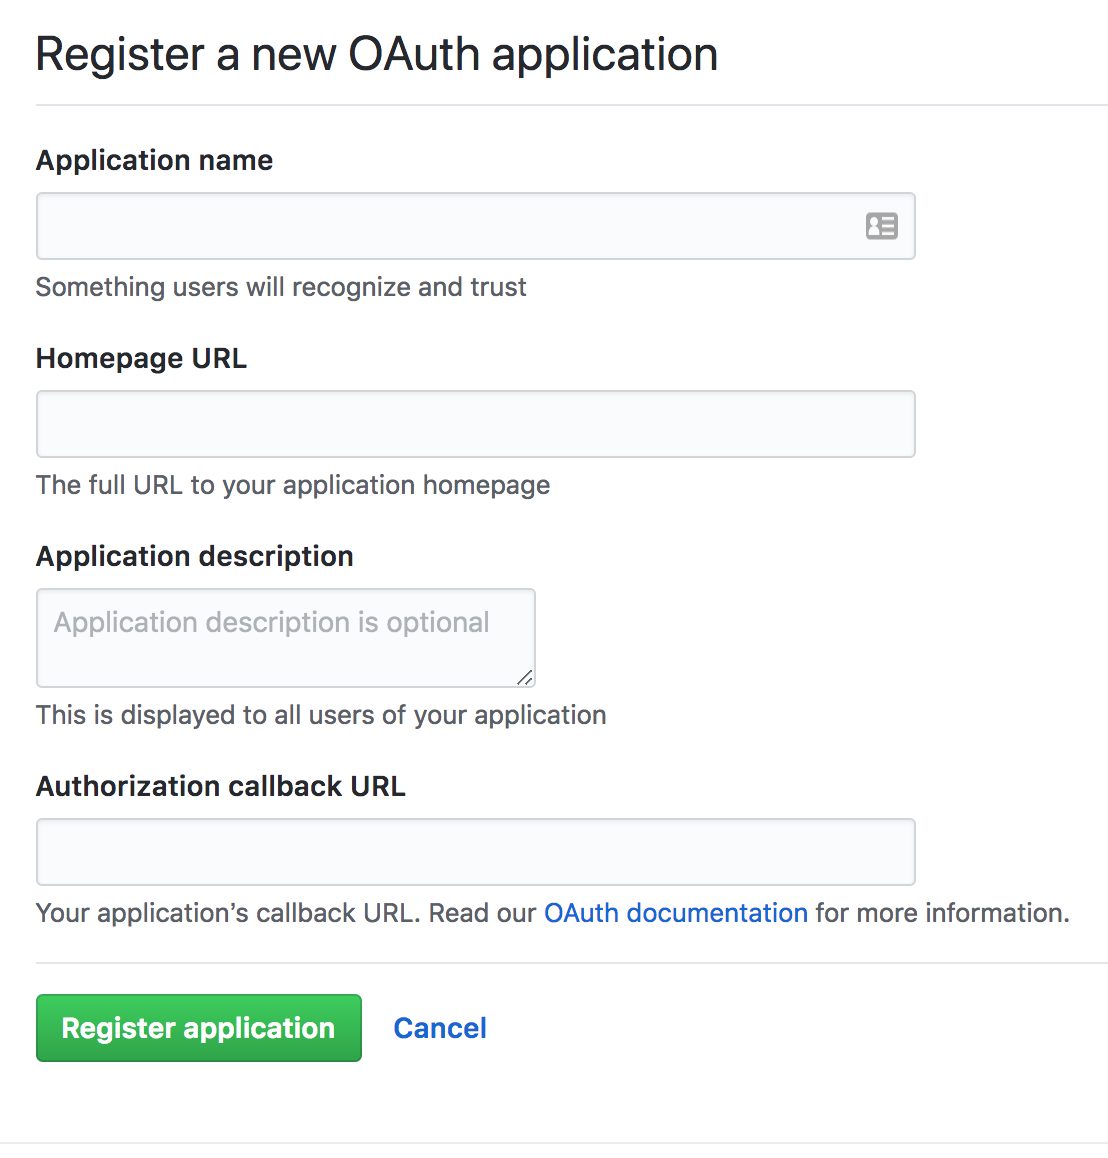 Register a new OAuth application
Application name
Something users will recognize and trust
Homepage URL
The full URL to your application homepage
Application description
Application description is optional
This is displayed to all users of your application
Authorization callback URL
Your application’s callback URL. Read our OAuth documentation for more information.
Register application Cancel